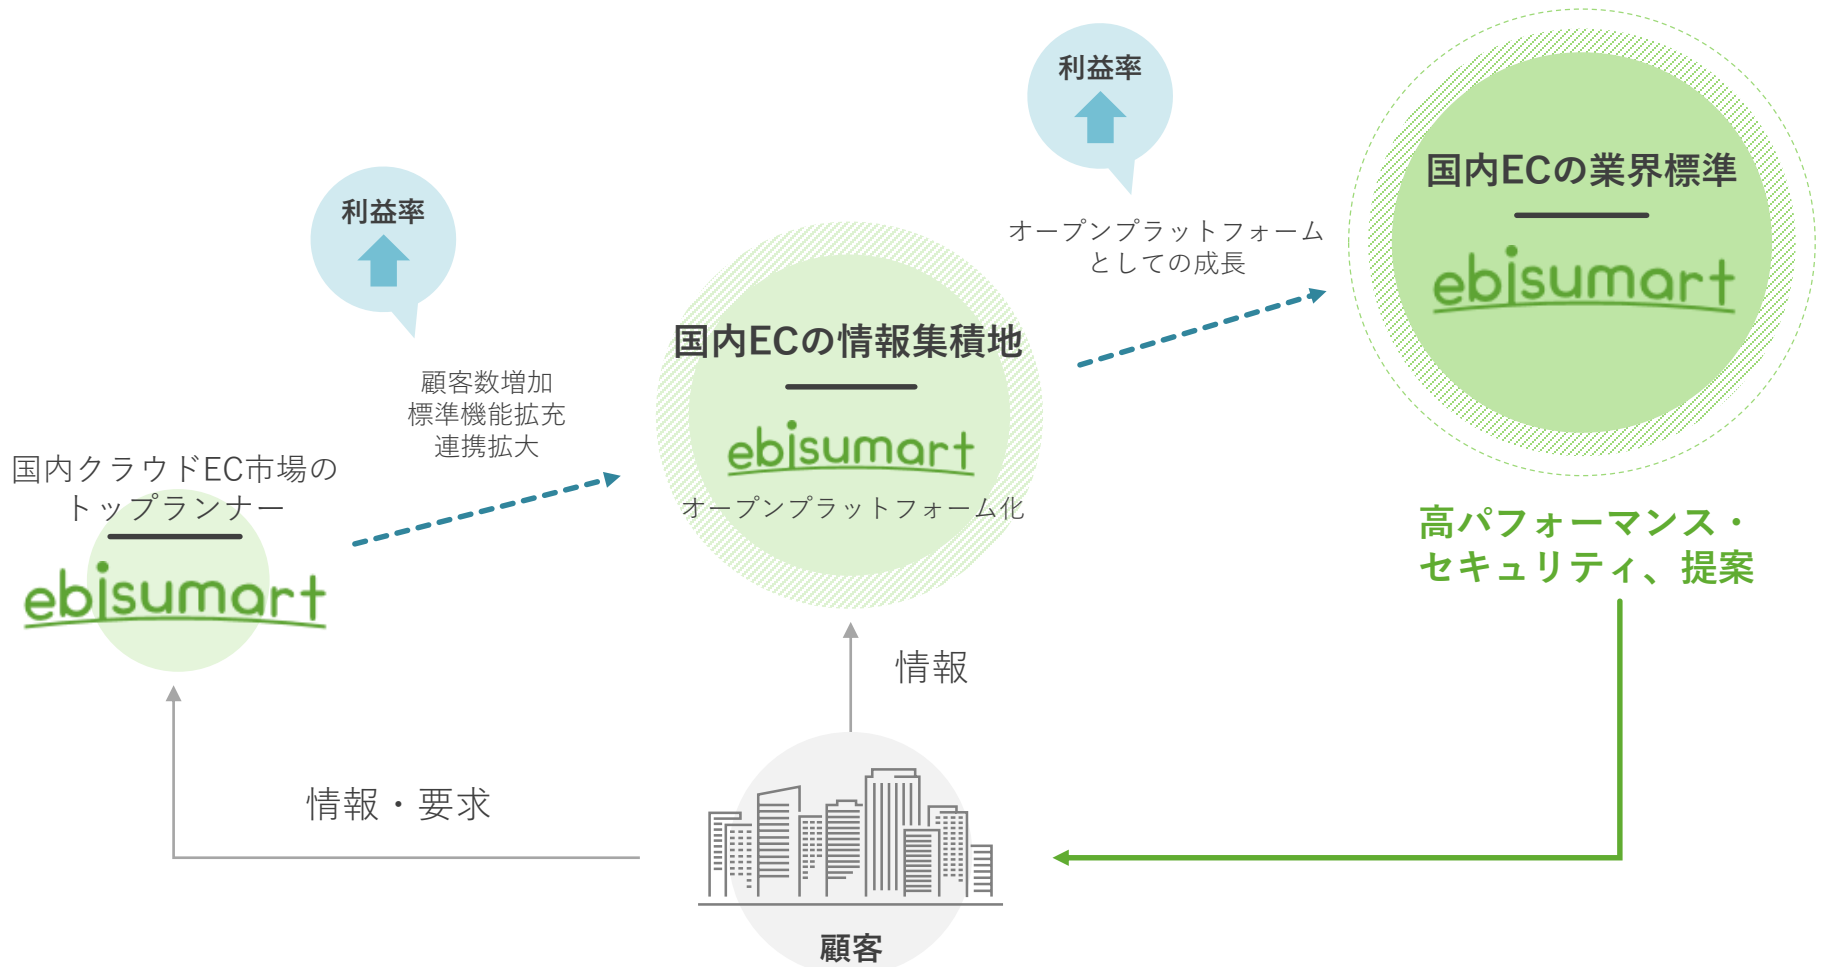 利益率
国内ECの業界標準
ebisumart
利益率
オープンプラットフォーム
としての成長
国内ECの情報集積地
ebisumart
オープンプラットフォーム化
顧客数増加
標準機能拡充
連携拡大
国内クラウドEC市場の
トップランナー
ebisumart
高パフォーマンス・
セキュリティ、提案
情報
情報・要求
顧客